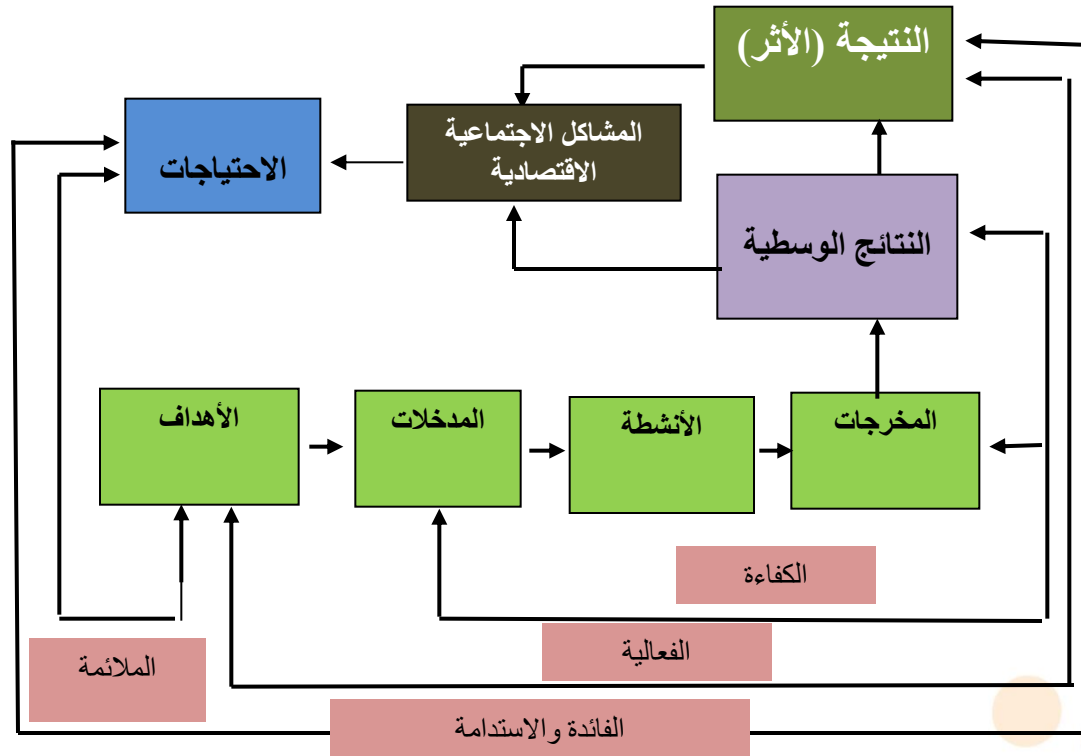 النتيجة (الأثر)
المشاكل الاجتماعية
الاقتصادية
الاحتياجات
النتائج الوسطية
المخرجات
الأنشطة
المدخلات
الأهداف
الكفاءة
الفعالية
الملائمة
الفائدة والاستدامة